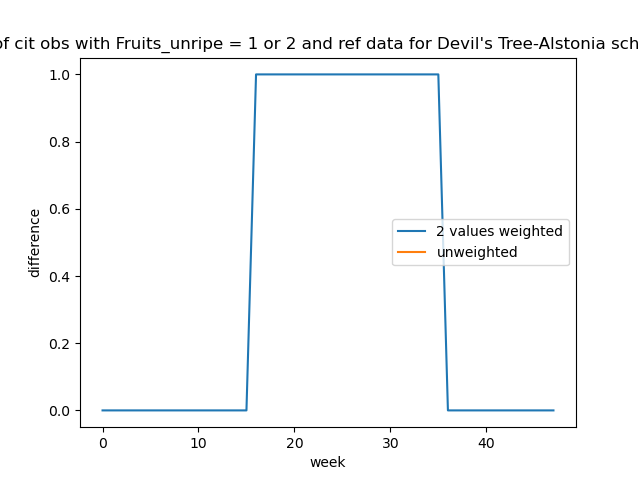 of cit obs with Fruits_unripe = 1 or 2 and ref data for Devil's Tree-Alstonia sch
1.0
0.8
0.6
0.4
0.2
0.0
difference
2 values weighted
unweighted
0 10 20 30 40
week